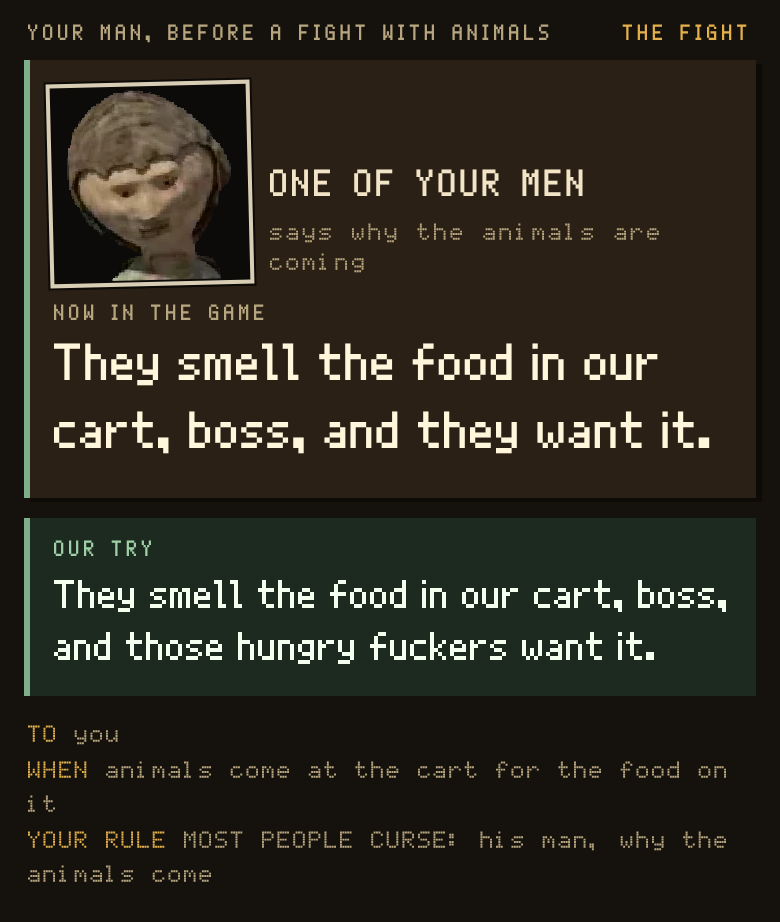 YOUR MAN, BEFORE A FIGHT WITH ANIMALS
THE FIGHT
ONE OF YOUR MEN
says why the animals are
coming
NOW IN THE GAME
They smell the food in our
cart, boss, and they want it.
OUR TRY
They smell the food in our cart, boss,
and those hungry fuckers want it.
TO you
WHEN animals come at the cart for the food on
it
YOUR RULE MOST PEOPLE CURSE: his man, why the
animals come